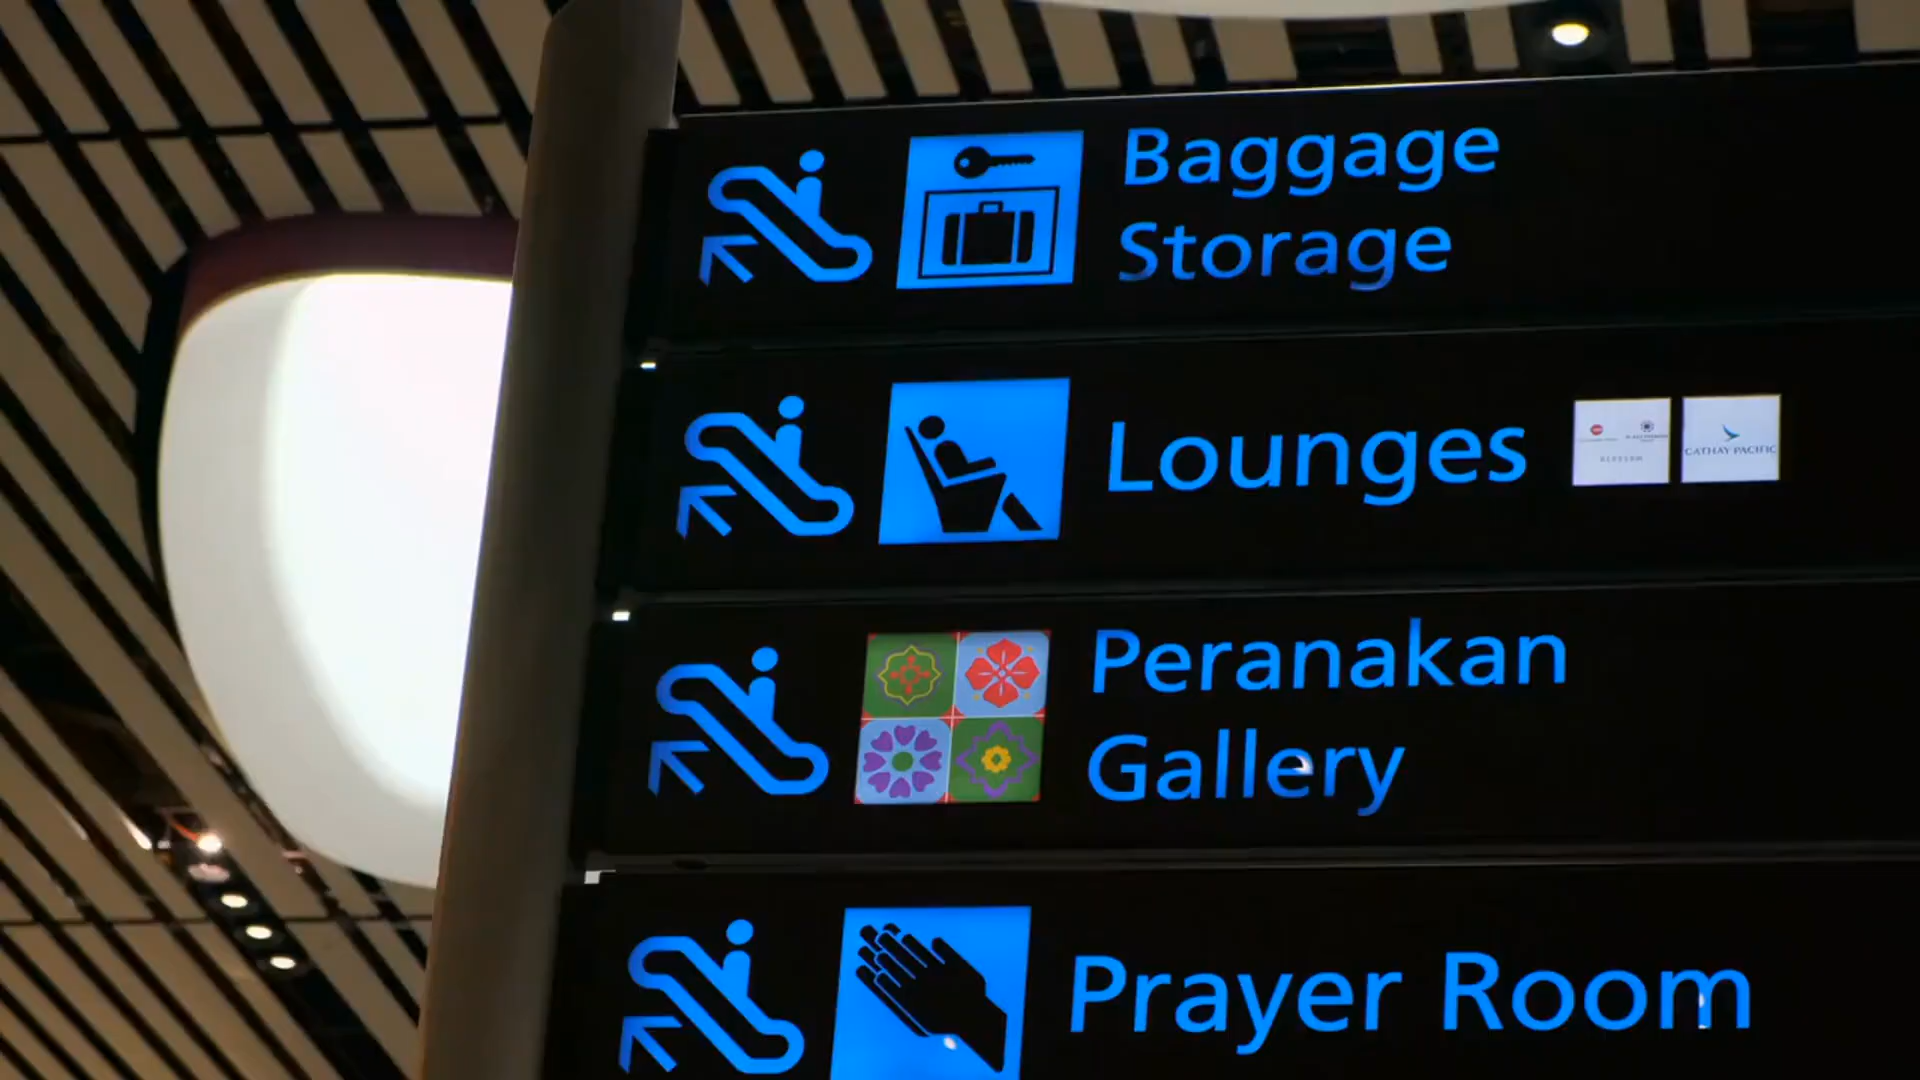 Baggage
Storage
Lounges
CATHAY PACIFIC
Peranakan
Gallery
Prayer Room